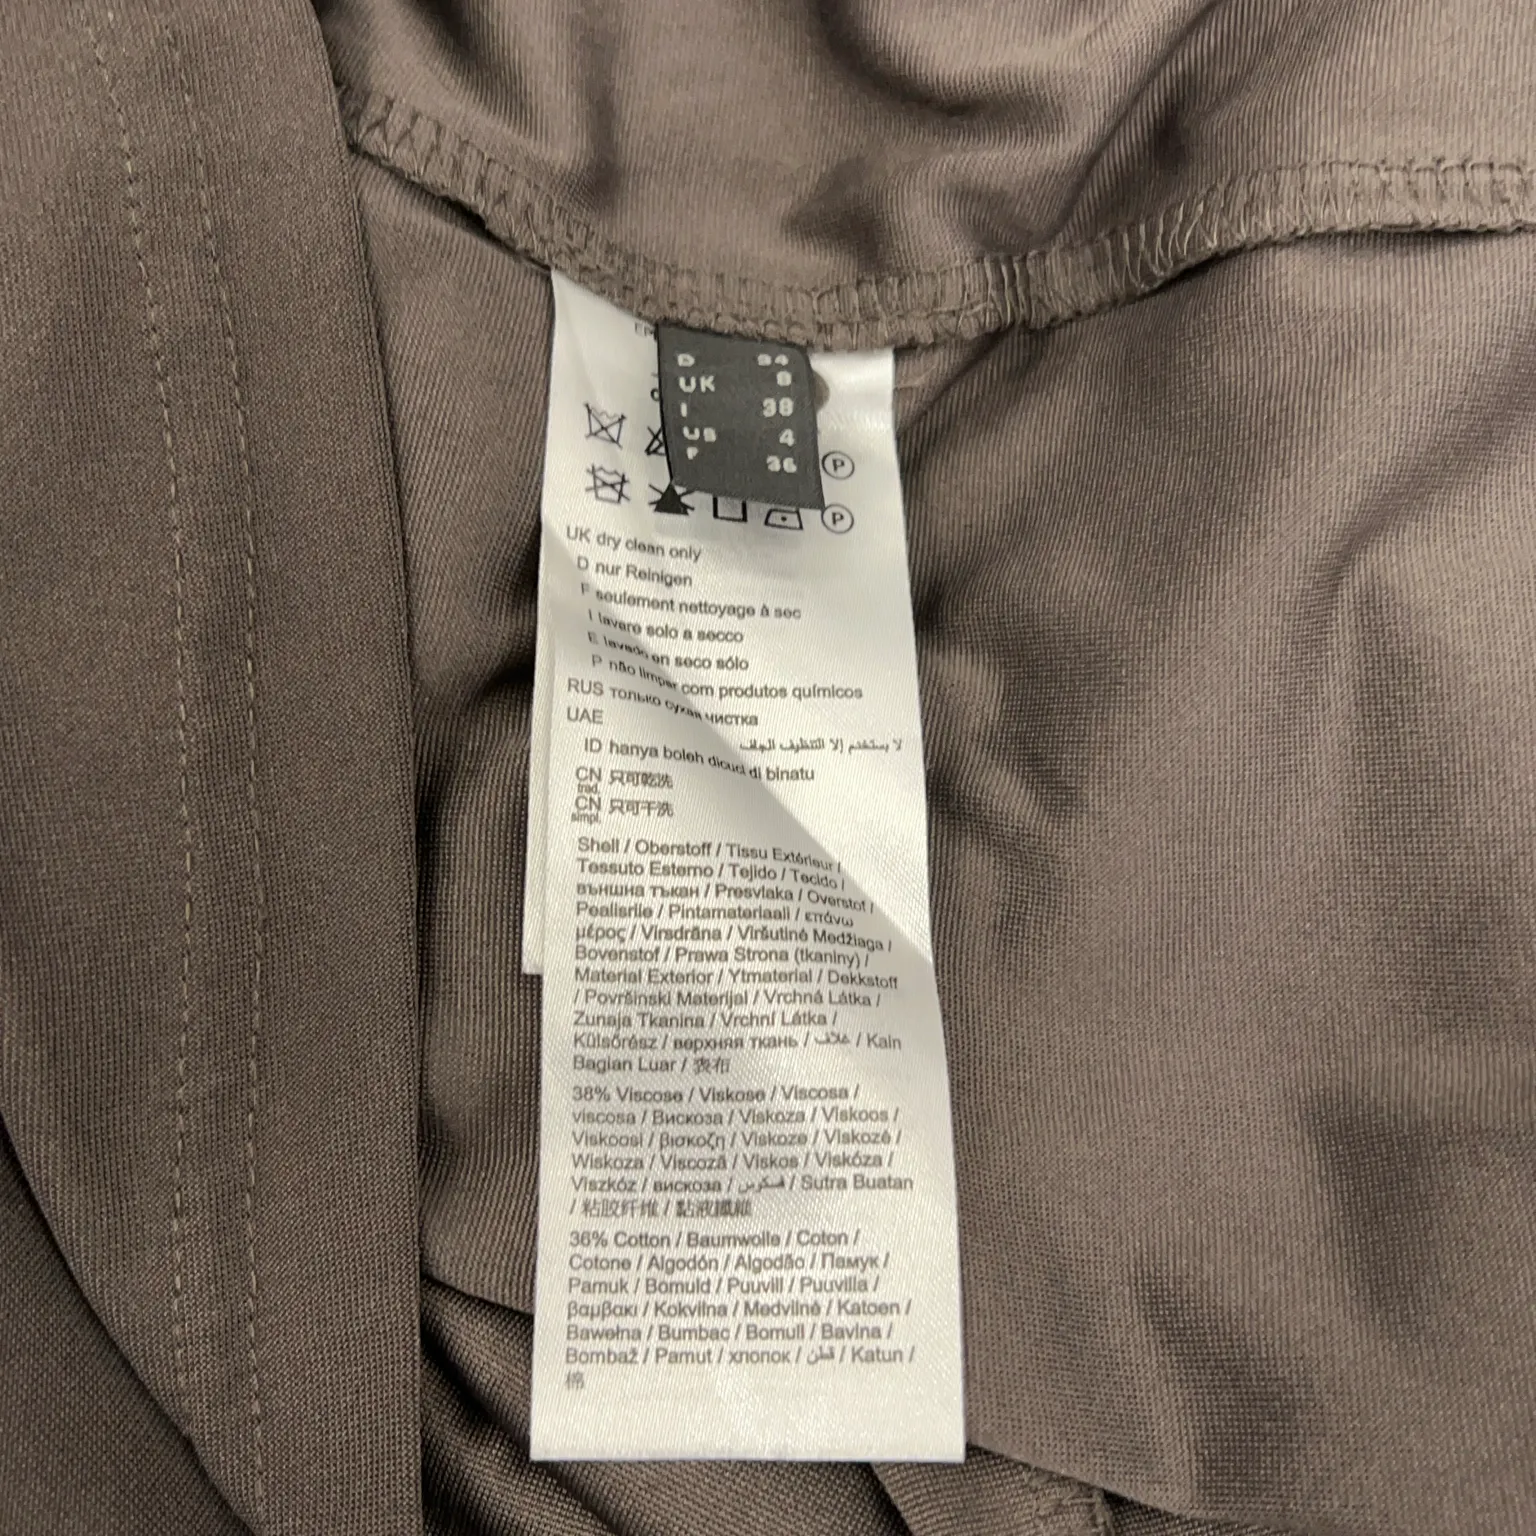 D 34
UK 8
I 38
US 4
F 36
P
P
UK dry clean only
D nur Reinigen
F seulement nettoyage à sec
I lavare solo a secco
E lavado en seco sólo
P não limpar com produtos químicos
RUS только сухая чистка
UAE لا يستخدم إلا التنظيف الجاف
ID hanya boleh dicuci di binatu
CN trad. 只可乾洗
CN simpl. 只可干洗
Shell / Oberstoff / Tissu Extérieur /
Tessuto Esterno / Tejido / Tecido /
външна тъкан / Presvlaka / Overstof /
Pealisriie / Pintamateriaali / επάνω
μέρος / Virsdrāna / Viršutinė Medžiaga /
Bovenstof / Prawa Strona (tkaniny) /
Material Exterior / Ytmaterial / Dekkstoff
/ Površinski Materijal / Vrchná Látka /
Zunaja Tkanina / Vrchní Látka /
Külsőrész / верхняя ткань / غلاف / Kain
Bagian Luar / 表布
38% Viscose / Viskose / Viscosa /
viscosa / Вискоза / Viskoza / Viskoos /
Viskoosi / βισκοζη / Viskoze / Viskozė /
Wiskoza / Viscoză / Viskos / Viskóza /
Viszkóz / вискоза / فسكوس / Sutra Buatan
/ 粘胶纤维 / 黏液纖維
36% Cotton / Baumwolle / Coton /
Cotone / Algodón / Algodão / Памук /
Pamuk / Bomuld / Puuvill / Puuvilla /
βαμβακι / Kokvilna / Medvilnė / Katoen /
Bawełna / Bumbac / Bomull / Bavlna /
Bombaž / Pamut / хлопок / قطن / Katun /
棉